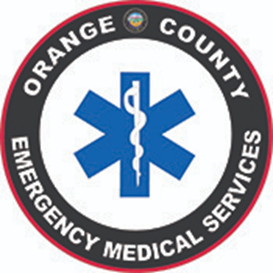 ORANGE COUNTY
EMERGENCY MEDICAL SERVICES